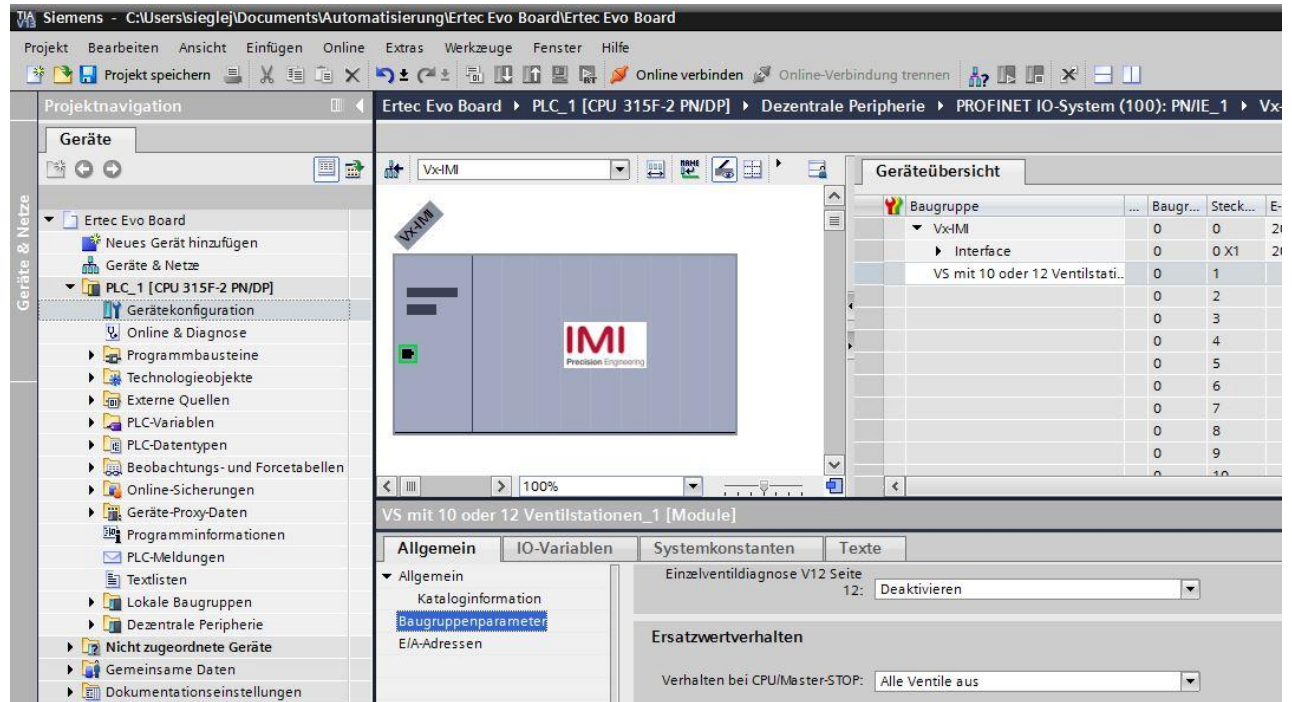 Siemens - C:\Users\sieglej\Documents\Automatisierung\Ertec Evo Board\Ertec Evo Board
Projekt Bearbeiten Ansicht Einfügen Online Extras Werkzeuge Fenster Hilfe
Projekt speichern Online verbinden Online-Verbindung trennen
Projektnavigation
Ertec Evo Board PLC_1 [CPU 315F-2 PN/DP] Dezentrale Peripherie PROFINET IO-System (100): PN/IE_1 Vx-
Geräte
Geräte & Netze
Ertec Evo Board
Neues Gerät hinzufügen
Geräte & Netze
PLC_1 [CPU 315F-2 PN/DP]
Gerätekonfiguration
Online & Diagnose
Programmbausteine
Technologieobjekte
Externe Quellen
PLC-Variablen
PLC-Datentypen
Beobachtungs- und Forcetabellen
Online-Sicherungen
Geräte-Proxy-Daten
Programminformationen
PLC-Meldungen
Textlisten
Lokale Baugruppen
Dezentrale Peripherie
Nicht zugeordnete Geräte
Gemeinsame Daten
Dokumentationseinstellungen
Vx-IMI
Vx-IMI
IMI
Precision Engineering
100%
Geräteübersicht
Baugruppe ... Baugr... Steck... E-
Vx-IMI 0 0 20
Interface 0 0 X1 20
VS mit 10 oder 12 Ventilstati.. 0 1
0 2
0 3
0 4
0 5
0 6
0 7
0 8
0 9
0 10
VS mit 10 oder 12 Ventilstationen_1 [Module]
Allgemein IO-Variablen Systemkonstanten Texte
Allgemein
Kataloginformation
Baugruppenparameter
E/A-Adressen
Einzelventildiagnose V12 Seite
12: Deaktivieren
Ersatzwertverhalten
Verhalten bei CPU/Master-STOP: Alle Ventile aus